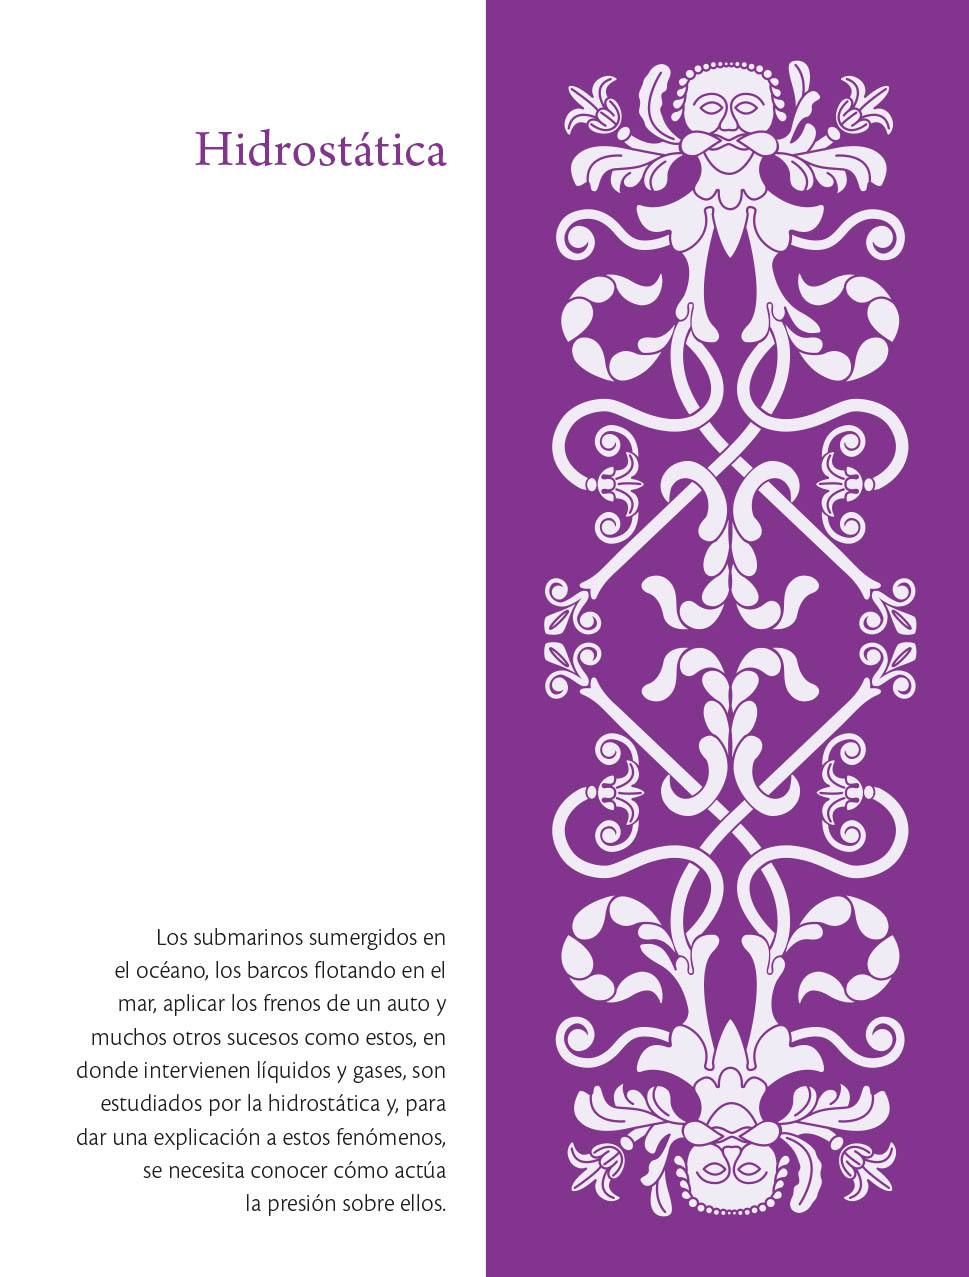 Hidrostática
Los submarinos sumergidos en
el océano, los barcos flotando en el
mar, aplicar los frenos de un auto y
muchos otros sucesos como estos, en
donde intervienen líquidos y gases, son
estudiados por la hidrostática y, para
dar una explicación a estos fenómenos,
se necesita conocer cómo actúa
la presión sobre ellos.